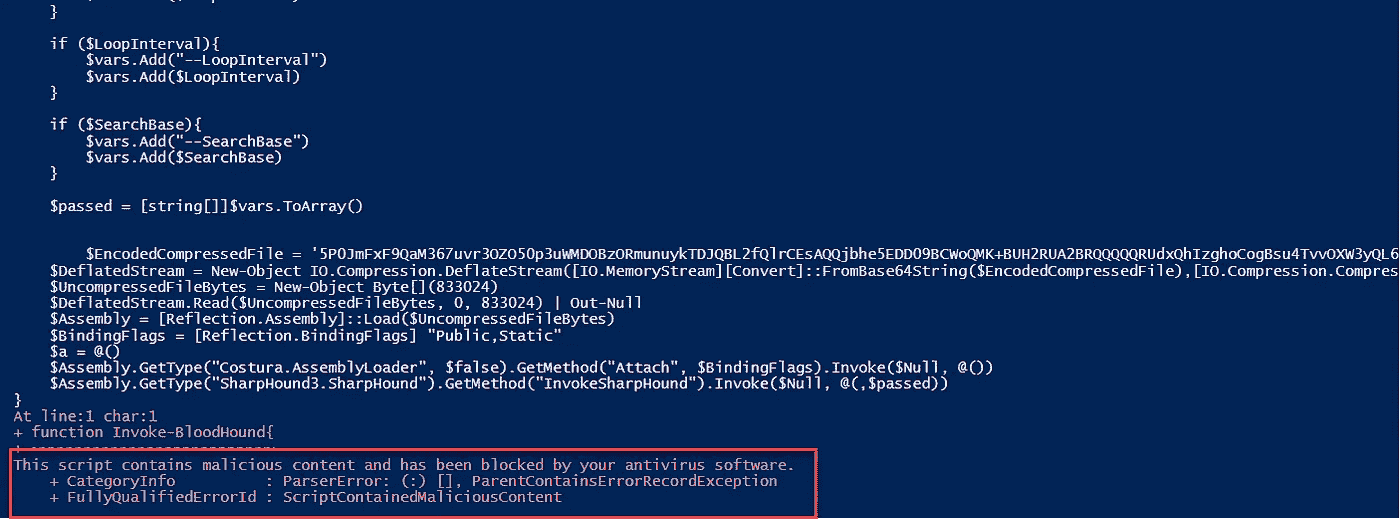 }
if ($LoopInterval){
$vars.Add("--LoopInterval")
$vars.Add($LoopInterval)
}
if ($SearchBase){
$vars.Add("--SearchBase")
$vars.Add($SearchBase)
}
$passed = [string[]]$vars.ToArray()
$EncodedCompressedFile = '5P0JmFxF9QaM367uvr3OZO50p3uWMDOBzORmunuykTDJQBL2fQlrCEsAQQjbhe5EDD09BCWoQMK+BUH2RUA2BRQQQQRUdxQhIzghoCogBsu4TvvOXW3yQL6
$DeflatedStream = New-Object IO.Compression.DeflateStream([IO.MemoryStream][Convert]::FromBase64String($EncodedCompressedFile),[IO.Compression.Compres
$UncompressedFileBytes = New-Object Byte[](833024)
$DeflatedStream.Read($UncompressedFileBytes, 0, 833024) | Out-Null
$Assembly = [Reflection.Assembly]::Load($UncompressedFileBytes)
$BindingFlags = [Reflection.BindingFlags] "Public,Static"
$a = @()
$Assembly.GetType("Costura.AssemblyLoader", $false).GetMethod("Attach", $BindingFlags).Invoke($Null, @())
$Assembly.GetType("SharpHound3.SharpHound").GetMethod("InvokeSharpHound").Invoke($Null, @(,$passed))
}
At line:1 char:1
+ function Invoke-BloodHound{
This script contains malicious content and has been blocked by your antivirus software.
+ CategoryInfo : ParserError: (:) [], ParentContainsErrorRecordException
+ FullyQualifiedErrorId : ScriptContainedMaliciousContent